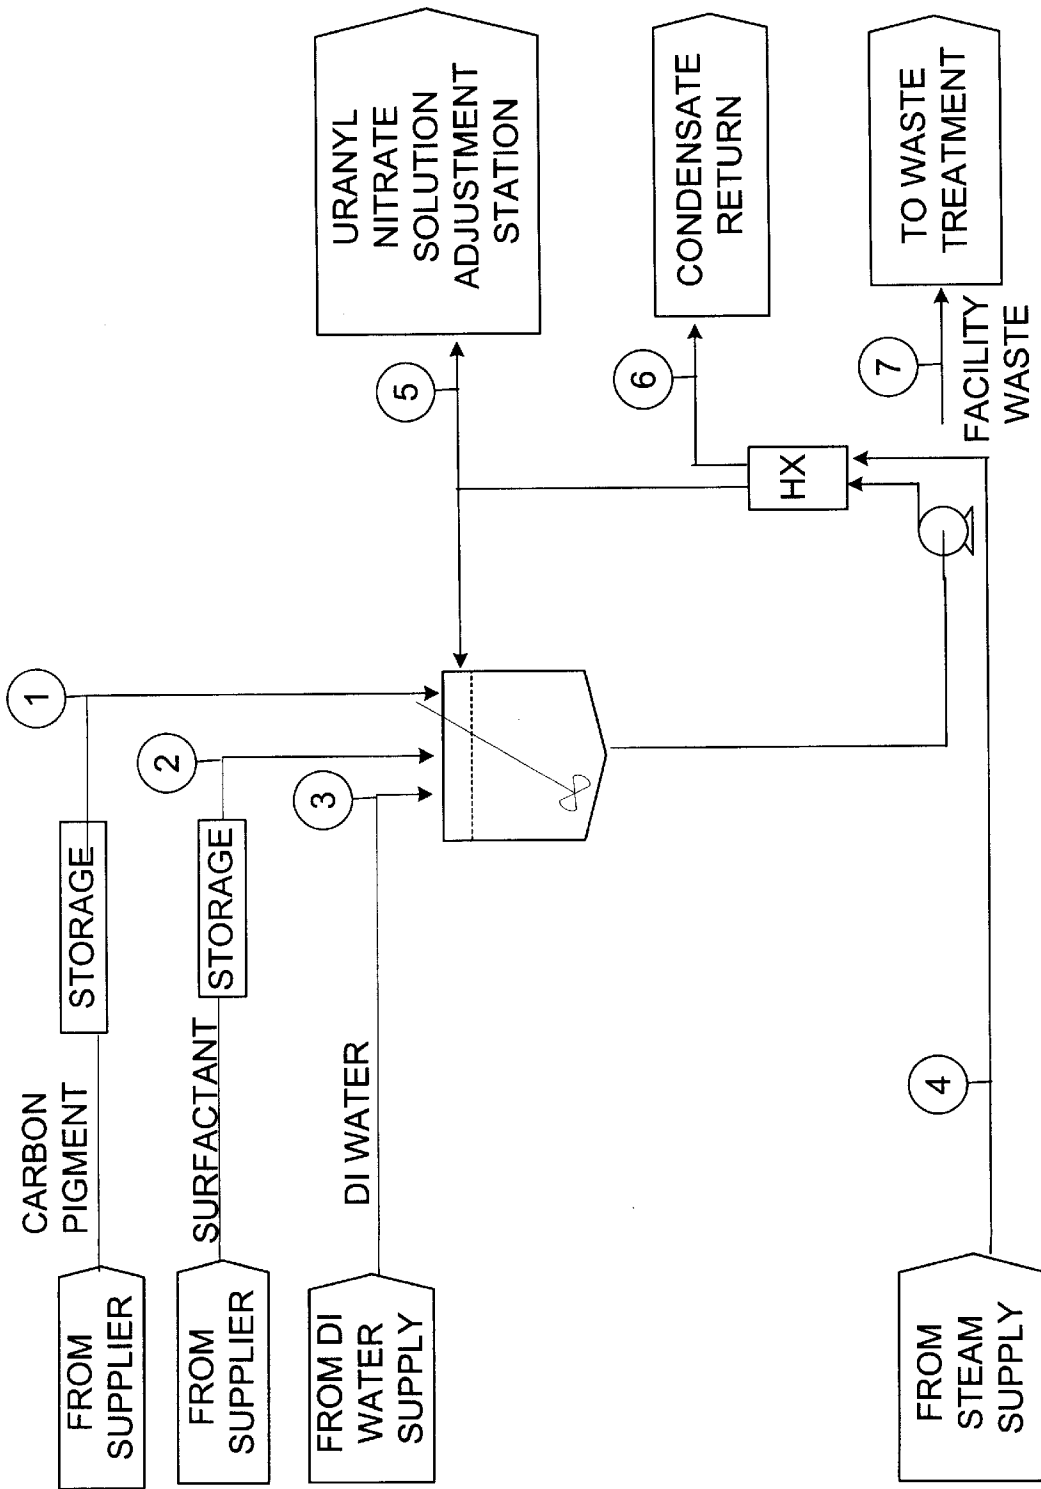 FROM
SUPPLIER
CARBON
PIGMENT
STORAGE
1
FROM
SUPPLIER
SURFACTANT
STORAGE
2
FROM DI
WATER
SUPPLY
DI WATER
3
URANYL
NITRATE
SOLUTION
ADJUSTMENT
STATION
5
CONDENSATE
RETURN
6
HX
TO WASTE
TREATMENT
7
FACILITY
WASTE
FROM
STEAM
SUPPLY
4